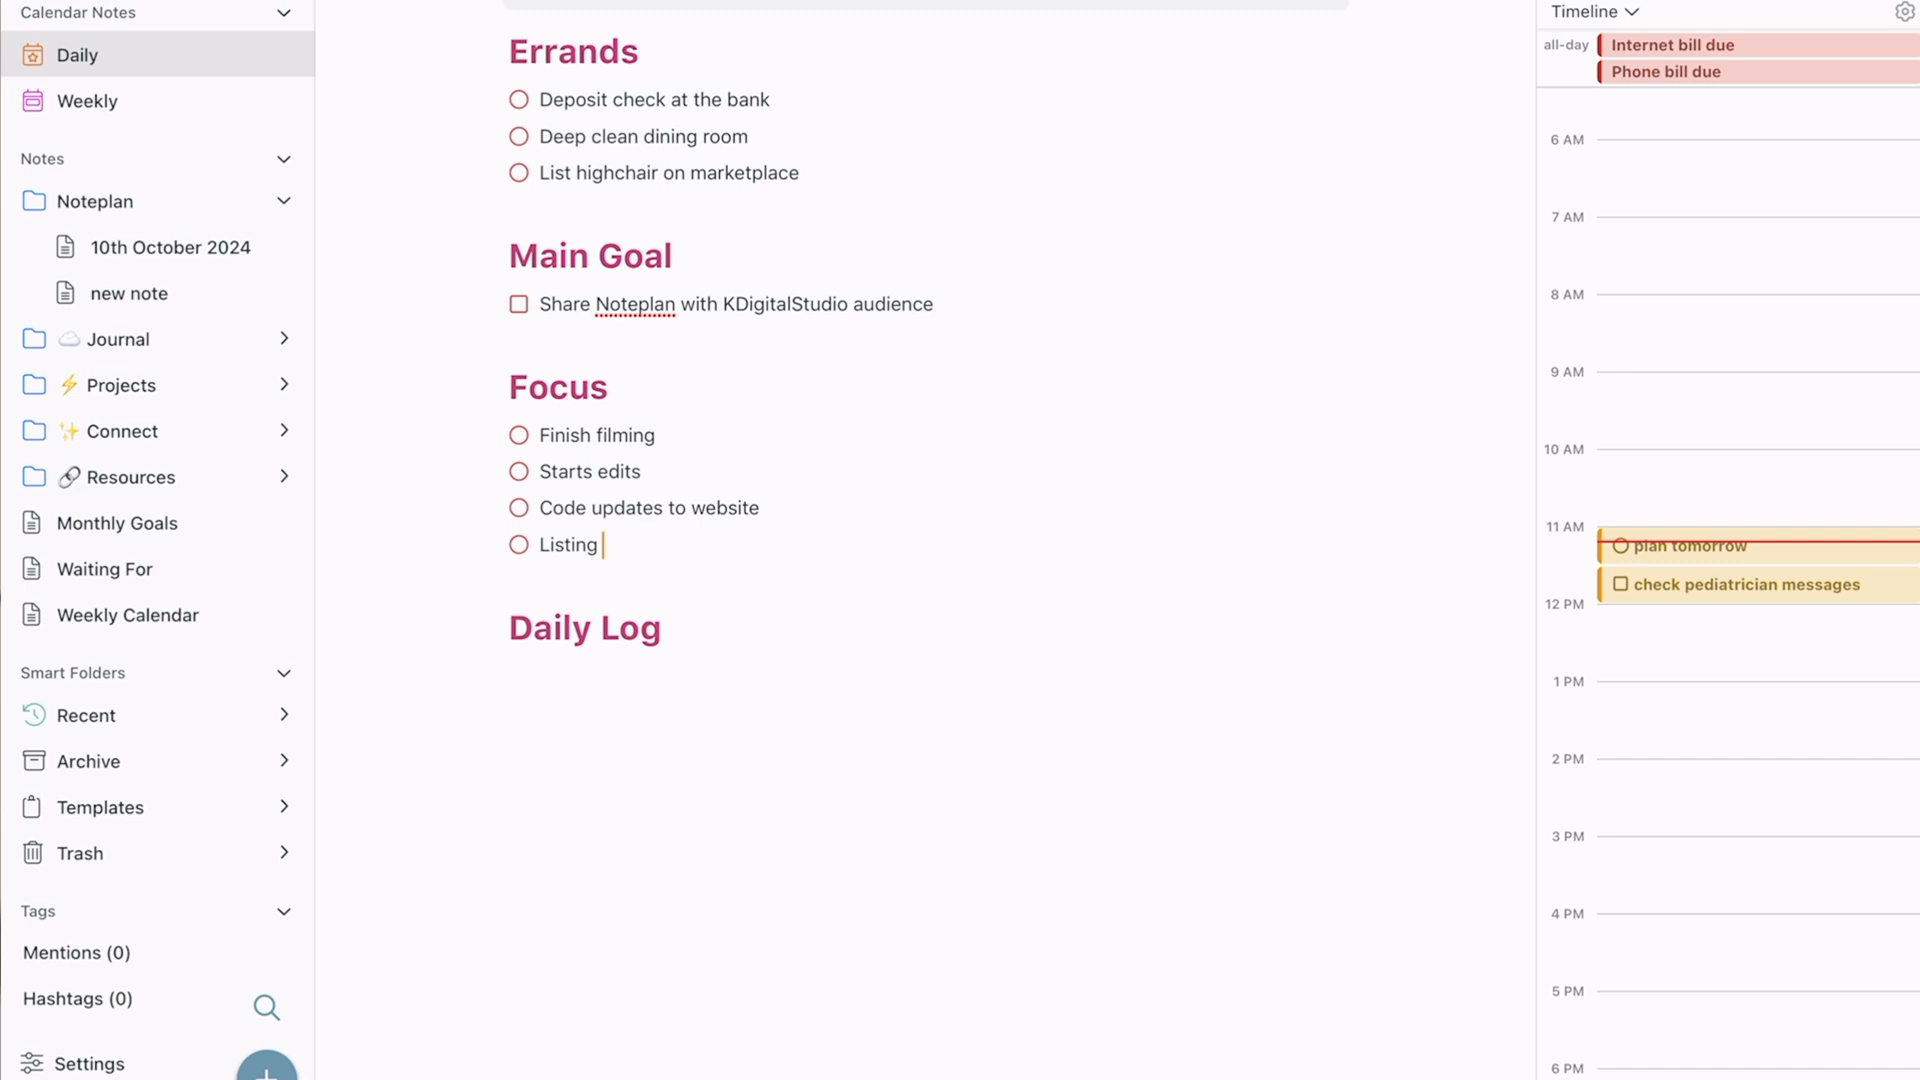 Calendar Notes
Daily
Weekly
Notes
Noteplan
10th October 2024
new note
Journal
Projects
Connect
Resources
Monthly Goals
Waiting For
Weekly Calendar
Smart Folders
Recent
Archive
Templates
Trash
Tags
Mentions (0)
Hashtags (0)
Settings
Errands
Deposit check at the bank
Deep clean dining room
List highchair on marketplace
Main Goal
Share Noteplan with KDigitalStudio audience
Focus
Finish filming
Starts edits
Code updates to website
Listing
Daily Log
Timeline
all-day
Internet bill due
Phone bill due
6 AM
7 AM
8 AM
9 AM
10 AM
11 AM
plan tomorrow
check pediatrician messages
12 PM
1 PM
2 PM
3 PM
4 PM
5 PM
6 PM